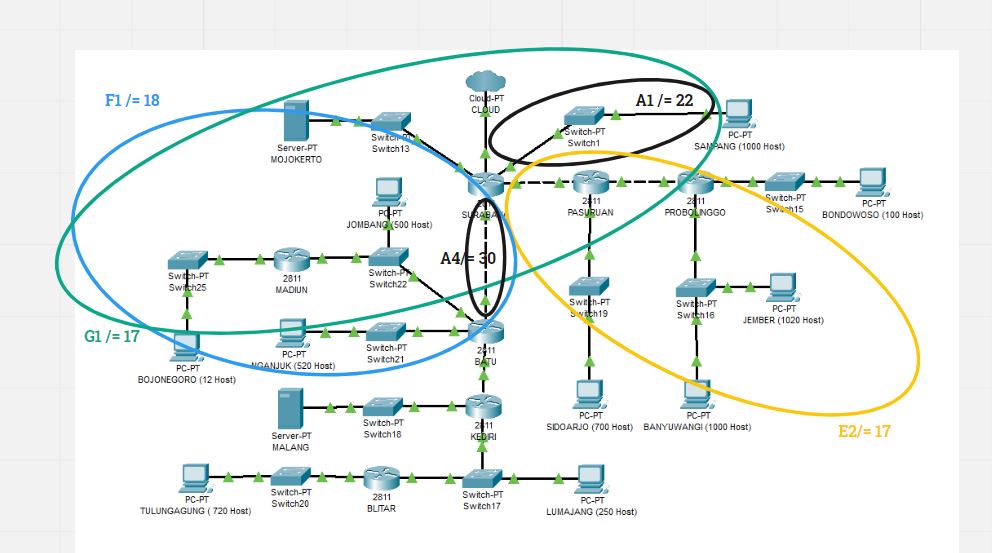 F1 /= 18
A1 /= 22
Cloud-PT
CLOUD
Switch-PT
Switch1
PC-PT
SAMPANG (1000 Host)
Server-PT
MOJOKERTO
Switch-PT
Switch13
PC-PT
JOMBANG (500 Host)
SURABAYA
2811
PASURUAN
2811
PROBOLINGGO
Switch-PT
Switch15
PC-PT
BONDOWOSO (100 Host)
A4/= 30
Switch-PT
Switch25
2811
MADIUN
Switch-PT
Switch22
Switch-PT
Switch19
Switch-PT
Switch16
PC-PT
JEMBER (1020 Host)
G1 /= 17
PC-PT
NGANJUK (520 Host)
Switch-PT
Switch21
2811
BATU
PC-PT
BOJONEGORO (12 Host)
Server-PT
MALANG
Switch-PT
Switch18
2811
KEDIRI
PC-PT
SIDOARJO (700 Host)
PC-PT
BANYUWANGI (1000 Host)
E2/= 17
PC-PT
TULUNGAGUNG ( 720 Host)
Switch-PT
Switch20
2811
BLITAR
Switch-PT
Switch17
PC-PT
LUMAJANG (250 Host)